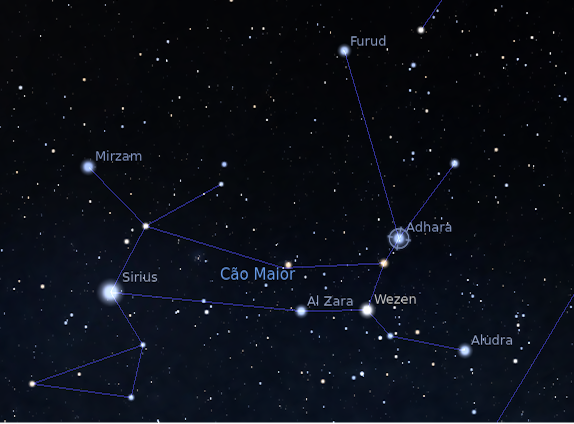 Furud
Mirzam
Adhara
Sirius
Cão Maior
Al Zara
Wezen
Aludra